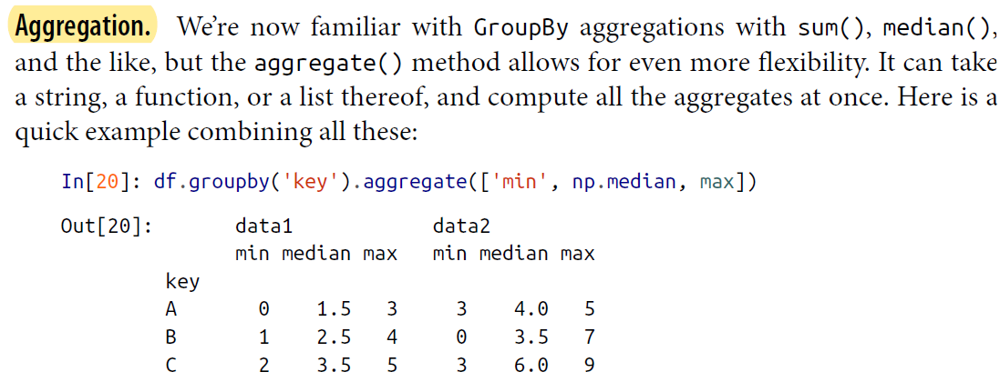 Aggregation. We’re now familiar with GroupBy aggregations with sum(), median(),
and the like, but the aggregate() method allows for even more flexibility. It can take
a string, a function, or a list thereof, and compute all the aggregates at once. Here is a
quick example combining all these:
In[20]: df.groupby('key').aggregate(['min', np.median, max])
Out[20]: data1 data2
min median max min median max
key
A 0 1.5 3 3 4.0 5
B 1 2.5 4 0 3.5 7
C 2 3.5 5 3 6.0 9